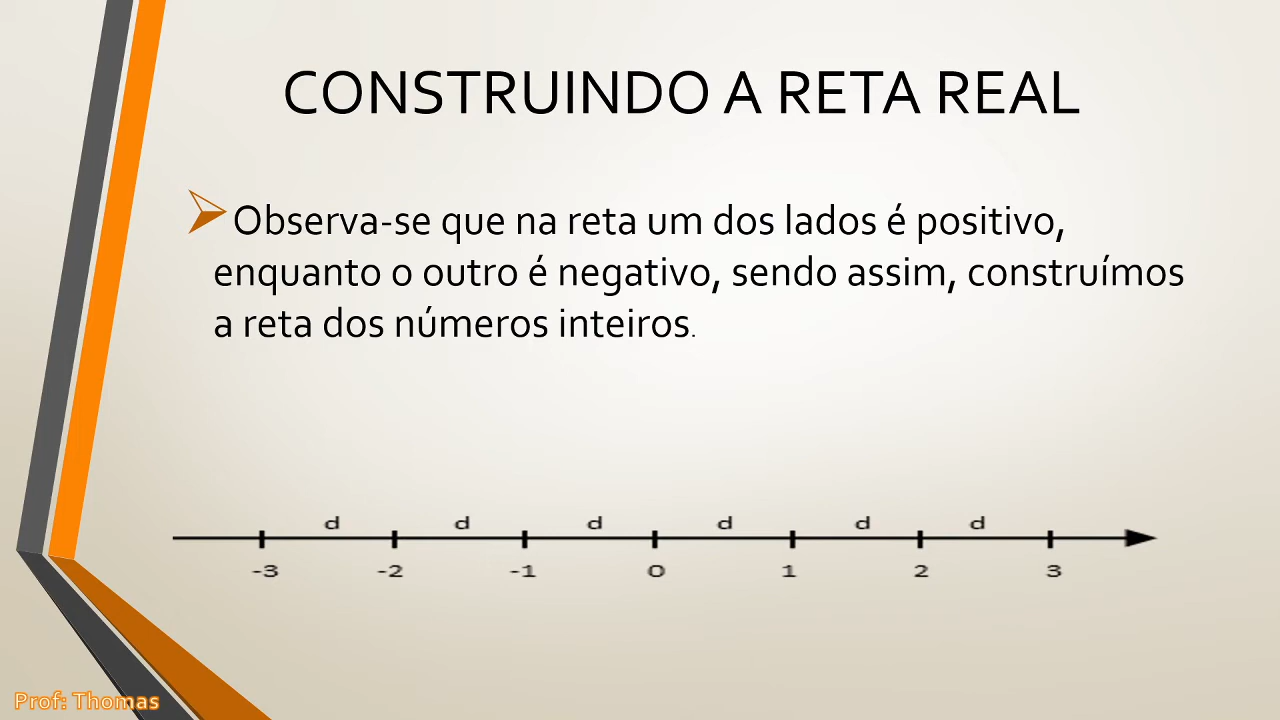 CONSTRUINDO A RETA REAL
Observa-se que na reta um dos lados é positivo,
enquanto o outro é negativo, sendo assim, construímos
a reta dos números inteiros.
d d d d d d
-3 -2 -1 0 1 2 3
Prof: Thomas